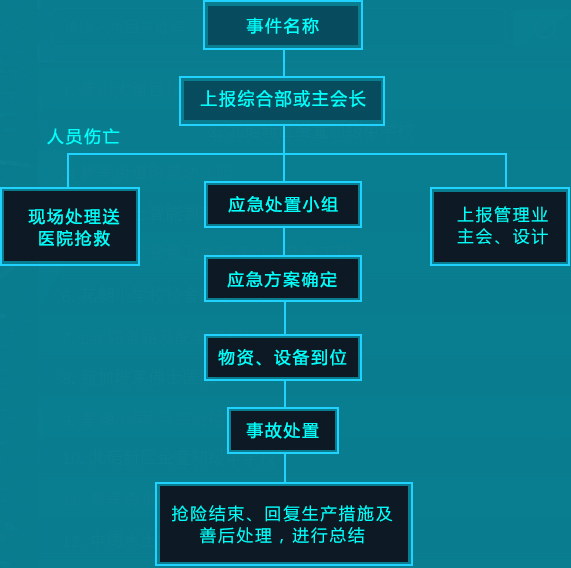 事件名称
上报综合部或主会长
人员伤亡
现场处理送
医院抢救
应急处置小组
上报管理业
主会、设计
应急方案确定
物资、设备到位
事故处置
抢险结束、回复生产措施及
善后处理，进行总结